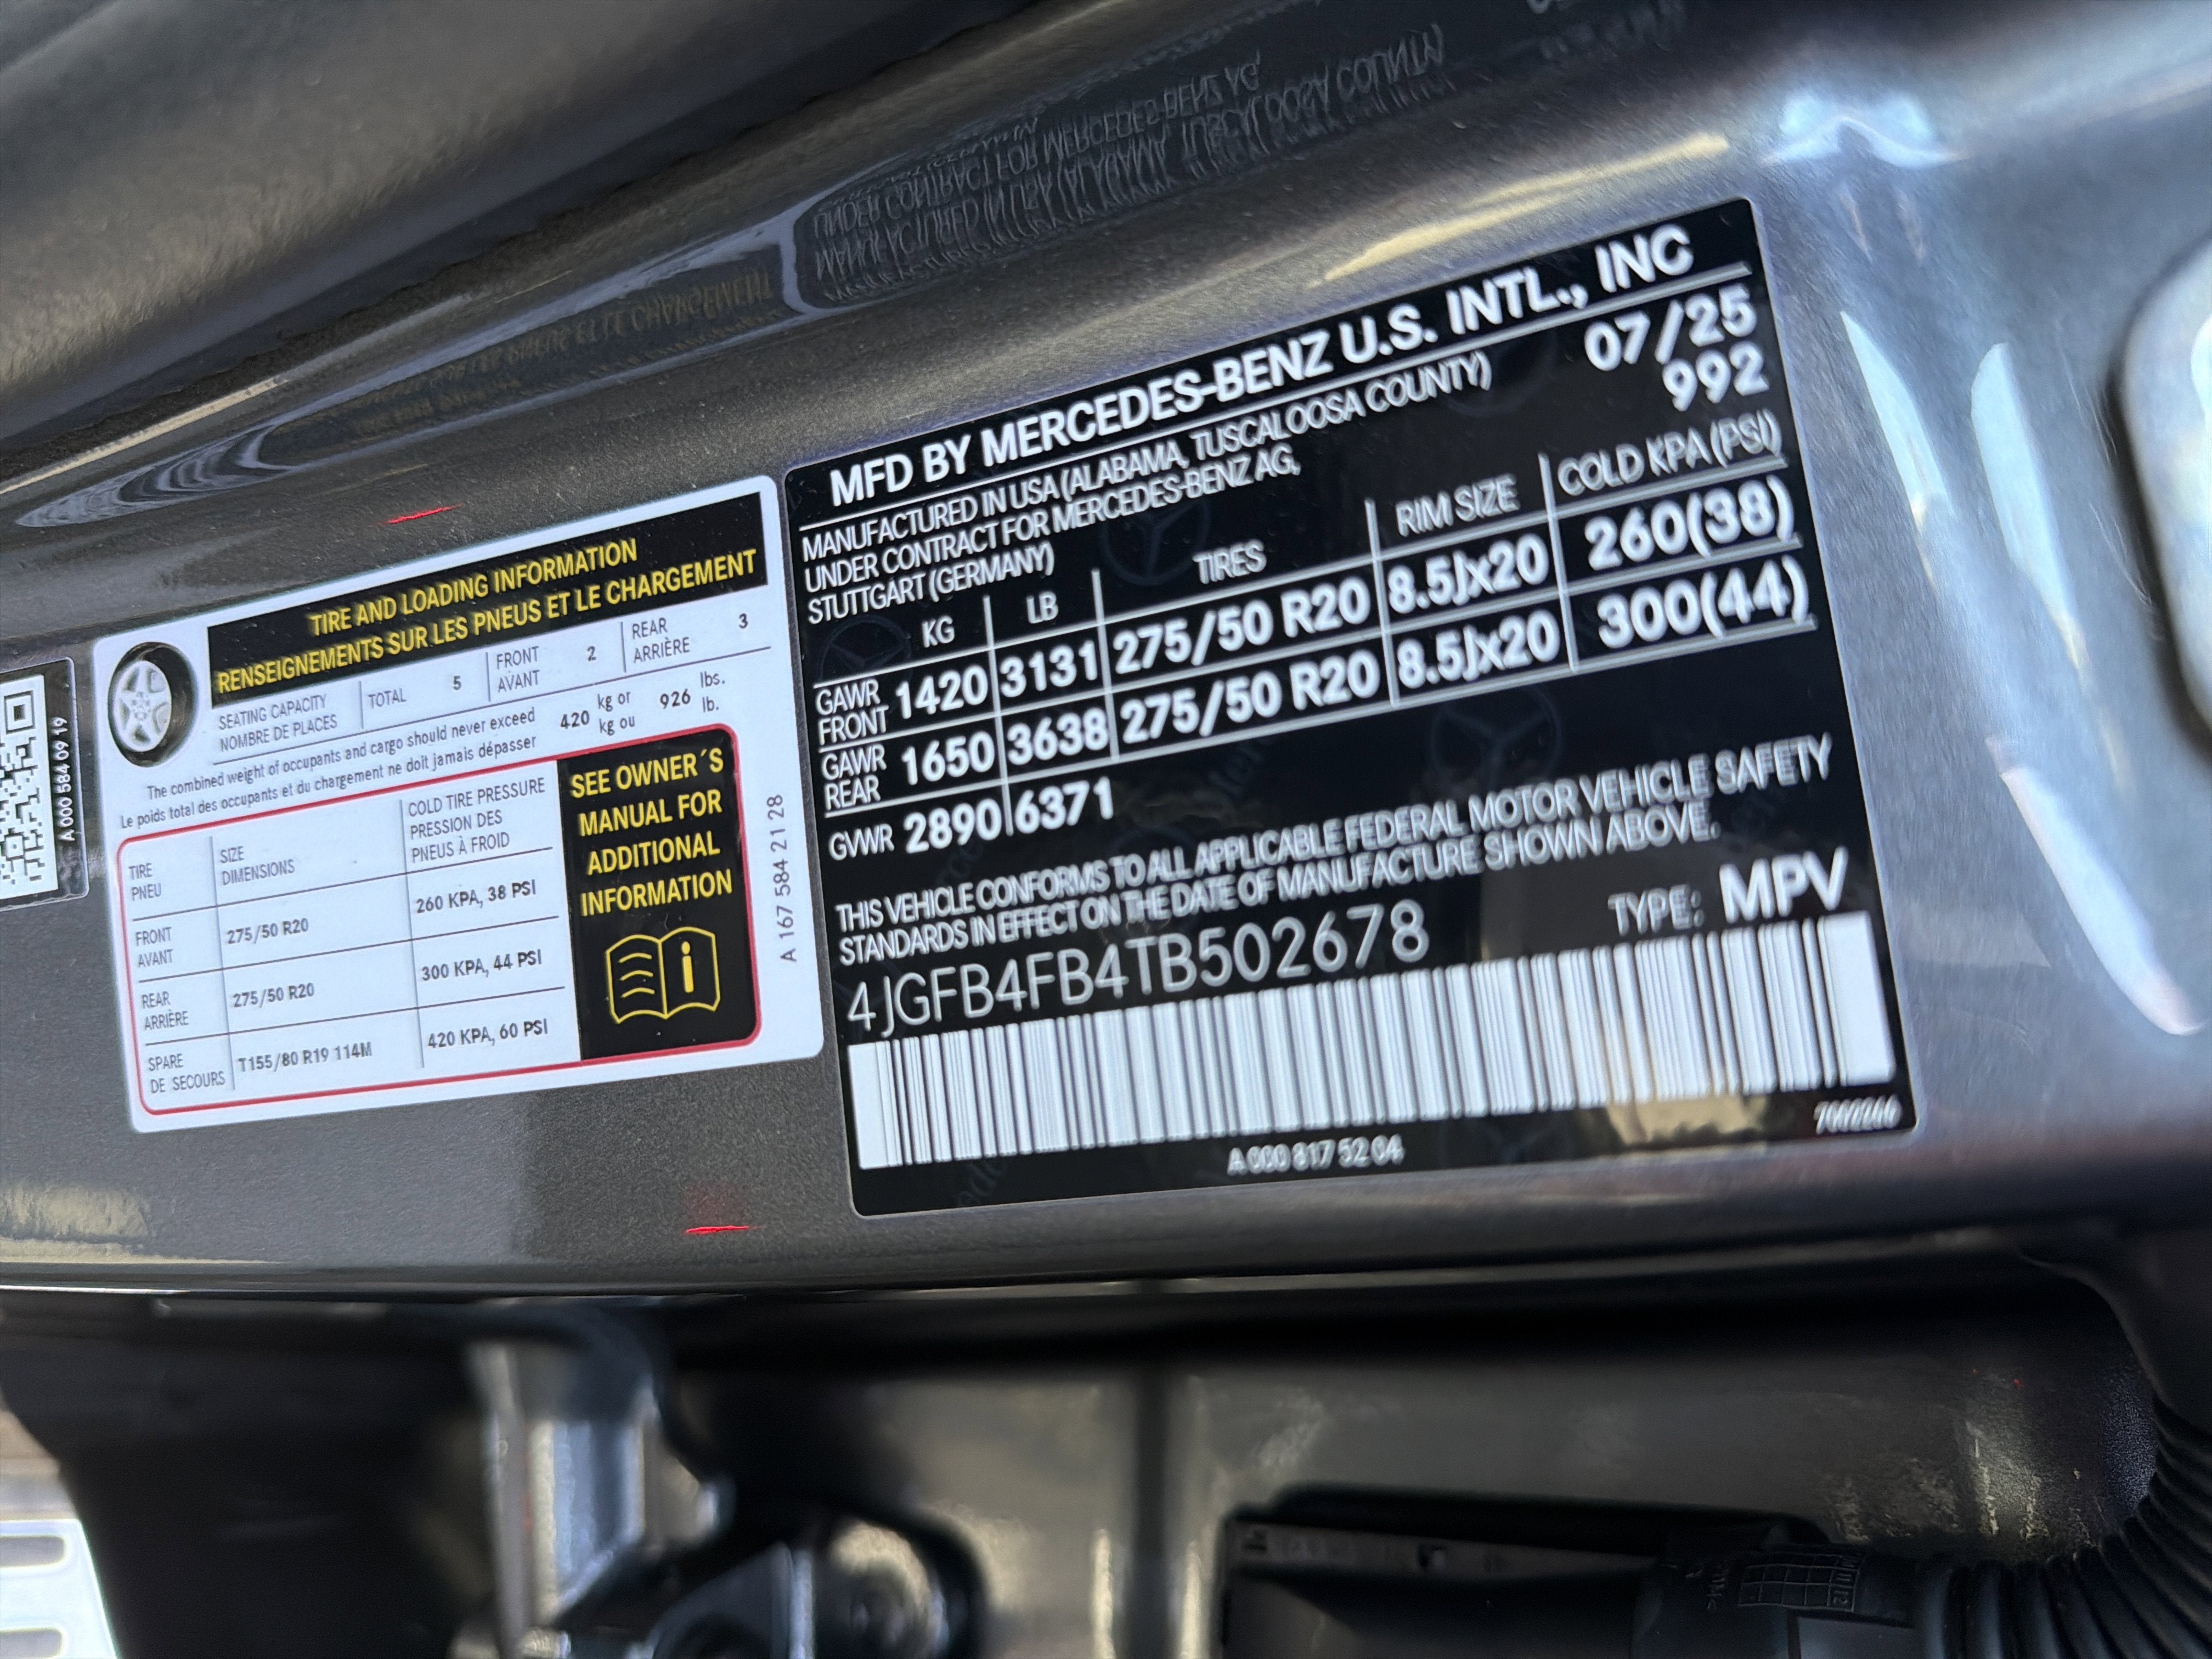 A 000 584 09 19
TIRE AND LOADING INFORMATION
RENSEIGNEMENTS SUR LES PNEUS ET LE CHARGEMENT
SEATING CAPACITY
NOMBRE DE PLACES
TOTAL 5
FRONT
AVANT
2
REAR
ARRIÈRE
3
The combined weight of occupants and cargo should never exceed 420 kg or 926 lbs.
Le poids total des occupants et du chargement ne doit jamais dépasser kg ou lb.
TIRE
PNEU
SIZE
DIMENSIONS
COLD TIRE PRESSURE
PRESSION DES
PNEUS À FROID
FRONT
AVANT
275/50 R20
260 KPA, 38 PSI
REAR
ARRIÈRE
275/50 R20
300 KPA, 44 PSI
SPARE
DE SECOURS
T155/80 R19 114M
420 KPA, 60 PSI
SEE OWNER´S
MANUAL FOR
ADDITIONAL
INFORMATION
A 167 584 21 28
MFD BY MERCEDES-BENZ U.S. INTL., INC
MANUFACTURED IN USA (ALABAMA, TUSCALOOSA COUNTY) 07/25
UNDER CONTRACT FOR MERCEDES-BENZ AG, 992
STUTTGART (GERMANY)
KG LB TIRES RIM SIZE COLD KPA (PSI)
GAWR
FRONT
1420 3131 275/50 R20 8.5Jx20 260(38)
GAWR
REAR
1650 3638 275/50 R20 8.5Jx20 300(44)
GVWR 2890 6371
THIS VEHICLE CONFORMS TO ALL APPLICABLE FEDERAL MOTOR VEHICLE SAFETY
STANDARDS IN EFFECT ON THE DATE OF MANUFACTURE SHOWN ABOVE.
4JGFB4FB4TB502678 TYPE: MPV
A 000 817 52 04